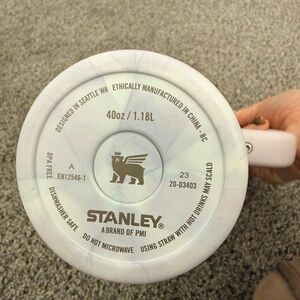 DESIGNED IN SEATTLE WA ETHICALLY MANUFACTURED IN CHINA - BC
40oz / 1.18L
BPA FREE
A
EN12546-1
23
20-03403
STANLEY®
A BRAND OF PMI
DISHWASHER SAFE DO NOT MICROWAVE USING STRAW WITH HOT DRINKS MAY SCALD